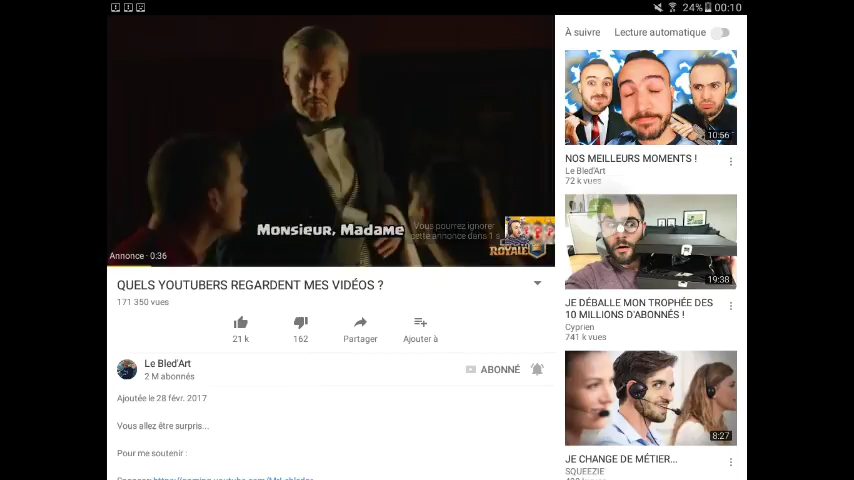 24% 00:10
Monsieur, Madame
Vous pourrez ignorer
cette annonce dans 1 s
ROYALE
Annonce · 0:36
QUELS YOUTUBERS REGARDENT MES VIDÉOS ?
171 350 vues
21 k
162
Partager
Ajouter à
Le Bled'Art
2 M abonnés
ABONNÉ
Ajoutée le 28 févr. 2017
Vous allez être surpris...
Pour me soutenir :
À suivre
Lecture automatique
10:56
NOS MEILLEURS MOMENTS !
Le Bled'Art
72 k vues
19:38
JE DÉBALLE MON TROPHÉE DES
10 MILLIONS D'ABONNÉS !
Cyprien
741 k vues
8:27
JE CHANGE DE MÉTIER...
SQUEEZIE